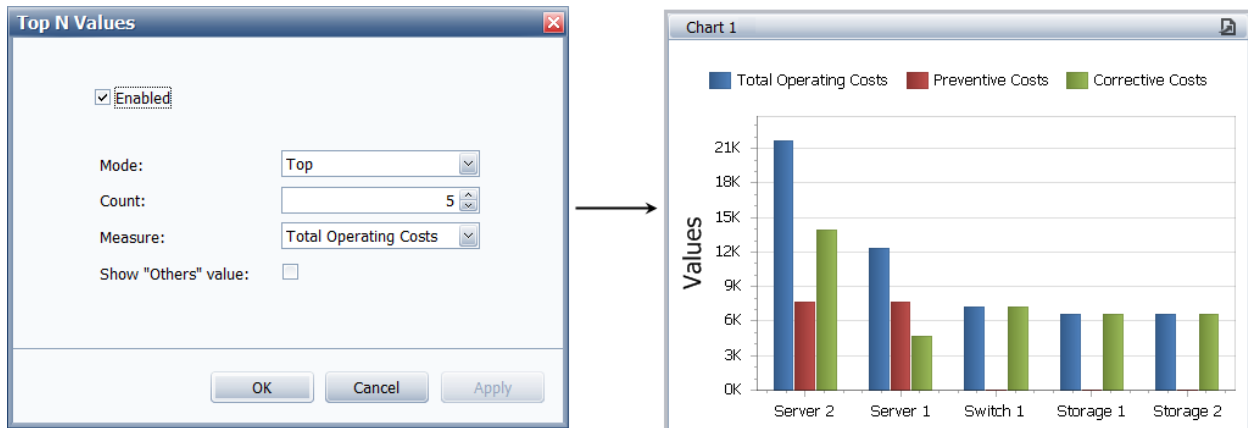 Top N Values
Enabled
Mode: Top
Count: 5
Measure: Total Operating Costs
Show "Others" value:
OK Cancel Apply
Chart 1
Total Operating Costs Preventive Costs Corrective Costs
Values
21K
18K
15K
12K
9K
6K
3K
0K
Server 2 Server 1 Switch 1 Storage 1 Storage 2